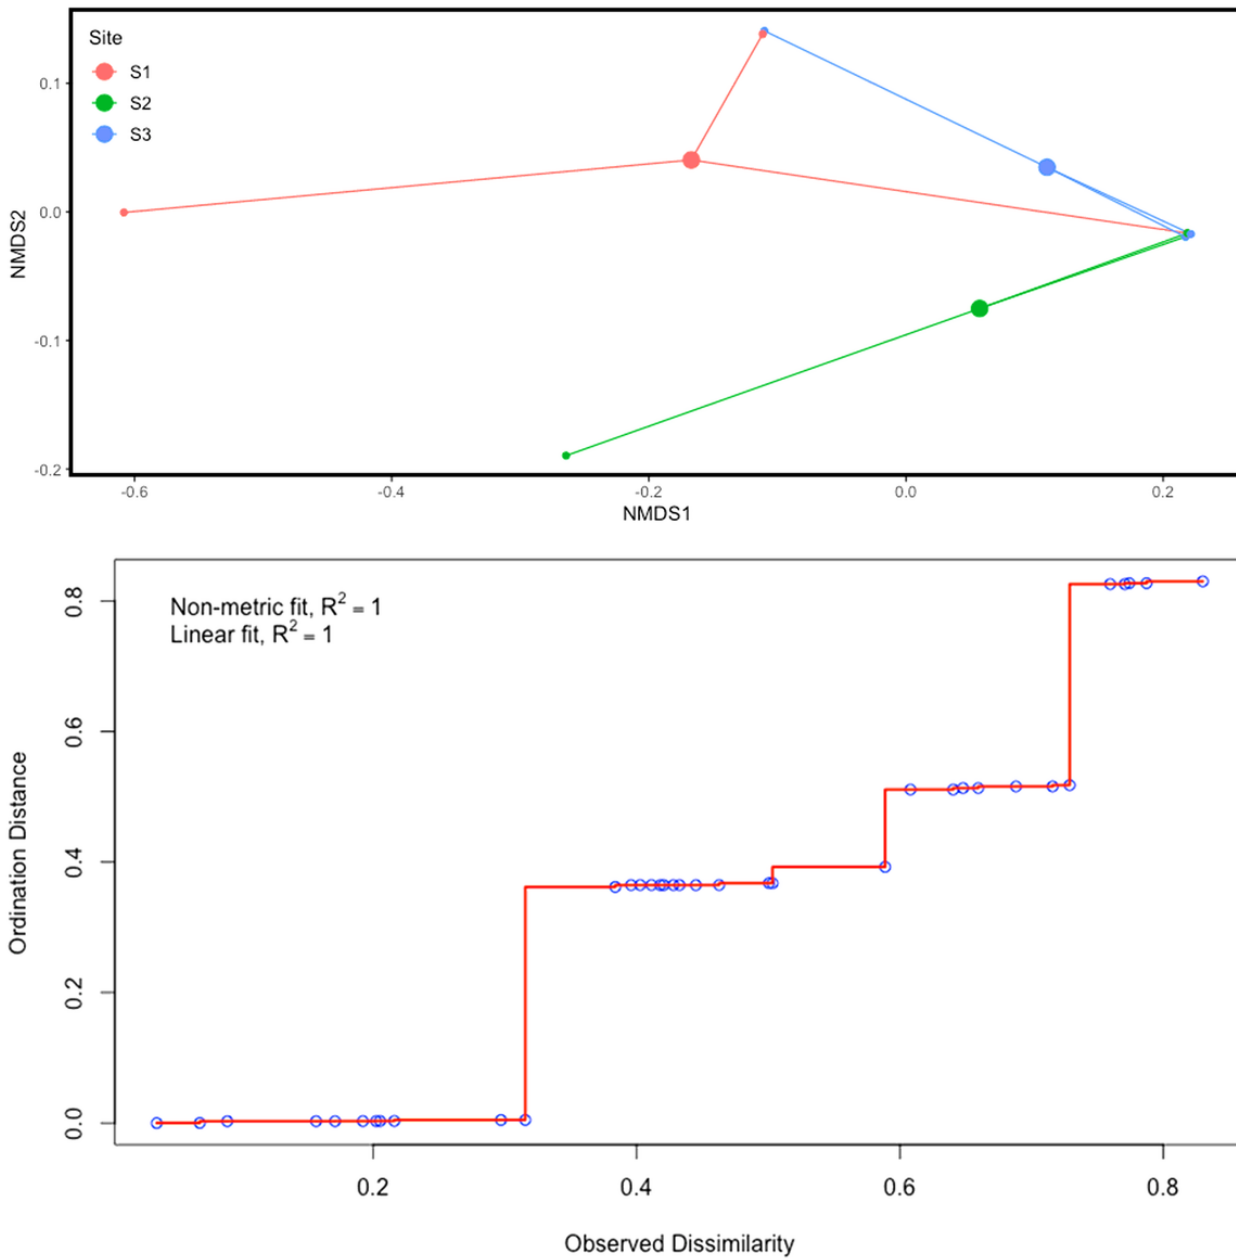 Site
S1
S2
S3
NMDS2
0.1
0.0
-0.1
-0.2
-0.6 -0.4 -0.2 0.0 0.2
NMDS1
Non-metric fit, R² = 1
Linear fit, R² = 1
Ordination Distance
0.8
0.6
0.4
0.2
0.0
0.2 0.4 0.6 0.8
Observed Dissimilarity